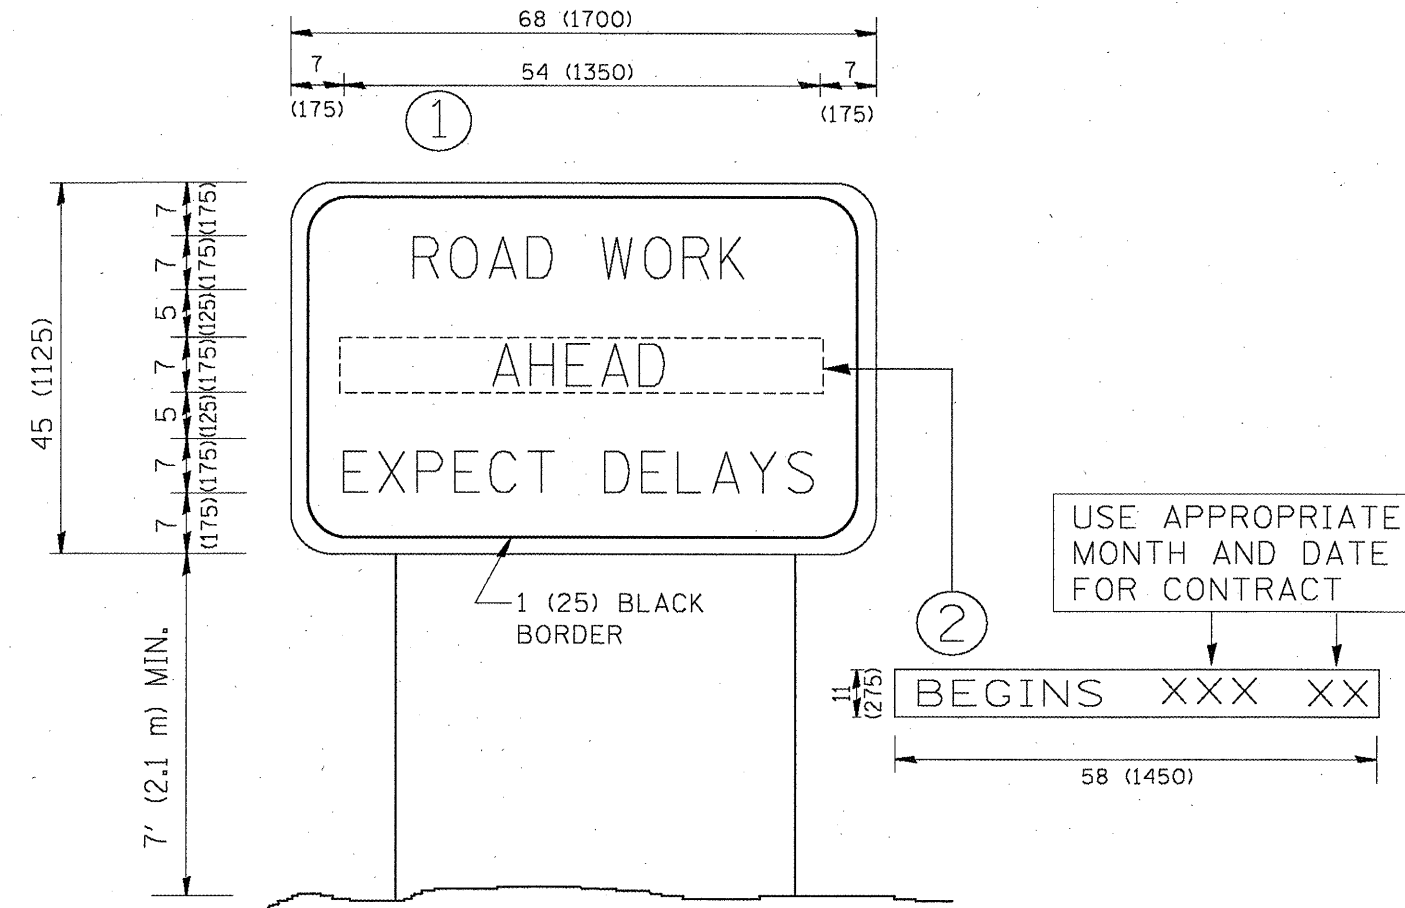 68 (1700)
7 54 (1350) 7
(175) (175)
1
45 (1125)
7 (175)
7 (175)
5 (125)
7 (175)
5 (125)
7 (175)
7 (175)
ROAD WORK
AHEAD
EXPECT DELAYS
1 (25) BLACK
BORDER
7' (2.1 m) MIN.
2
USE APPROPRIATE
MONTH AND DATE
FOR CONTRACT
11
(275)
BEGINS XXX XX
58 (1450)